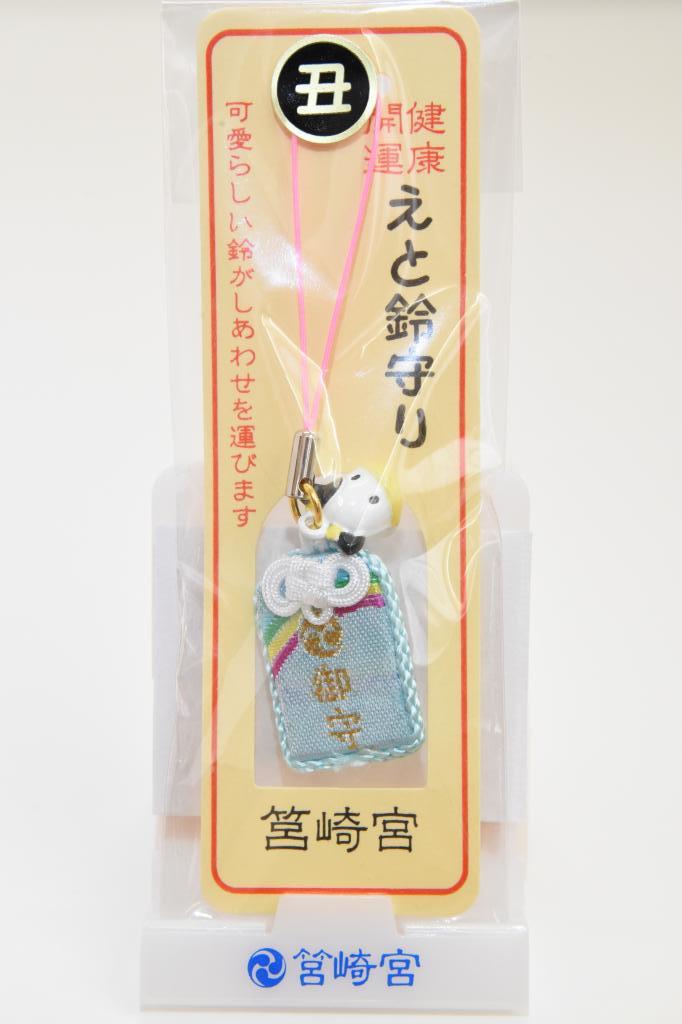 丑
健康
開運
えと鈴守り
可愛らしい鈴がしあわせを運びます
御守
筥崎宮
筥崎宮